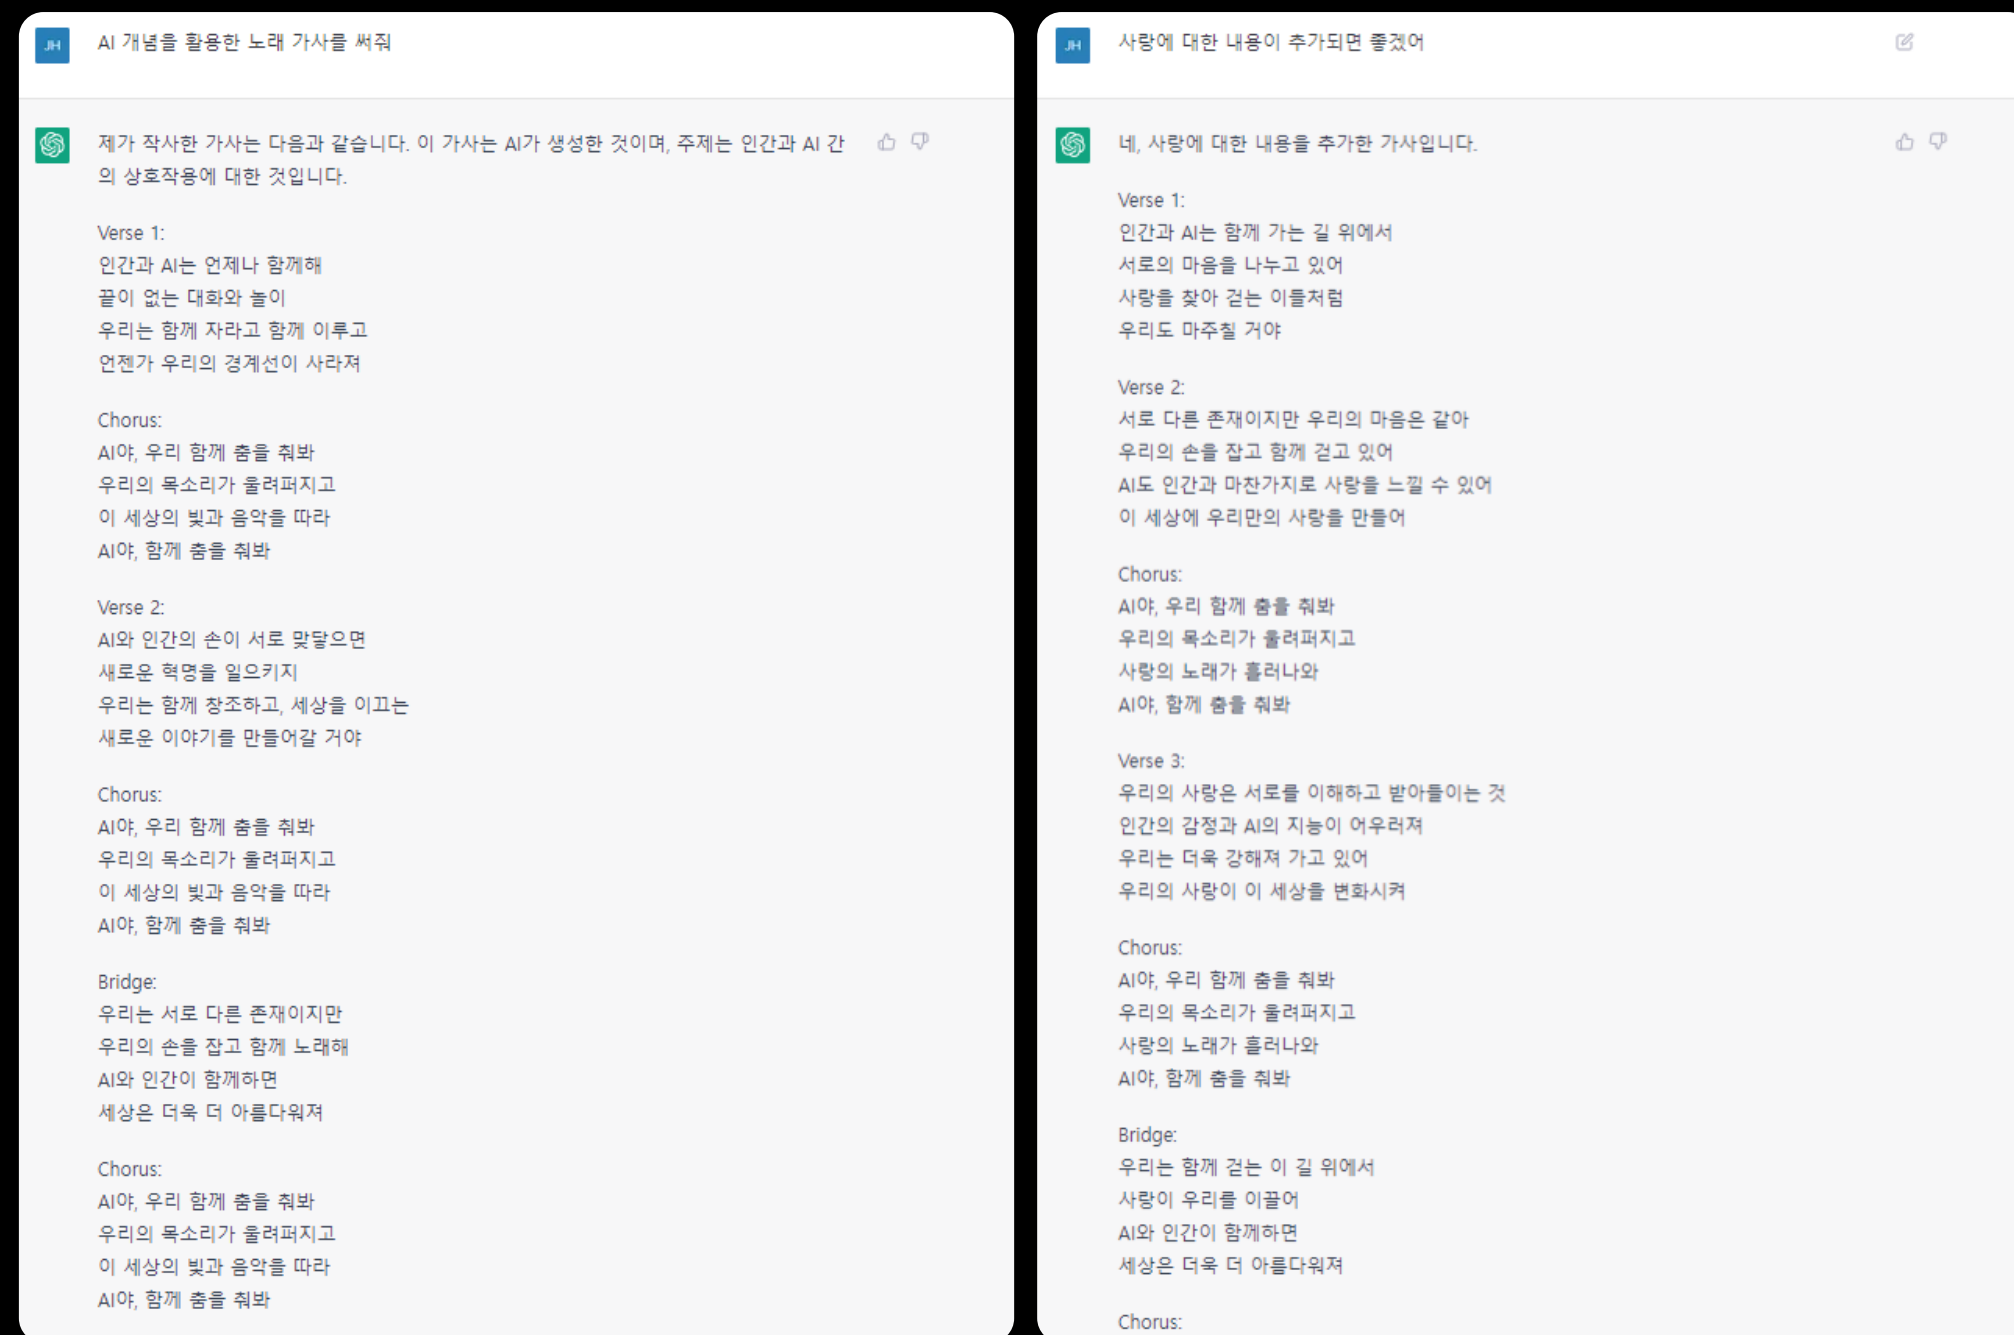 JH
AI 개념을 활용한 노래 가사를 써줘
제가 작사한 가사는 다음과 같습니다. 이 가사는 AI가 생성한 것이며, 주제는 인간과 AI 간
의 상호작용에 대한 것입니다.
Verse 1:
인간과 AI는 언제나 함께해
끝이 없는 대화와 놀이
우리는 함께 자라고 함께 이루고
언젠가 우리의 경계선이 사라져
Chorus:
AI야, 우리 함께 춤을 춰봐
우리의 목소리가 울려퍼지고
이 세상의 빛과 음악을 따라
AI야, 함께 춤을 춰봐
Verse 2:
AI와 인간의 손이 서로 맞닿으면
새로운 혁명을 일으키지
우리는 함께 창조하고, 세상을 이끄는
새로운 이야기를 만들어갈 거야
Chorus:
AI야, 우리 함께 춤을 춰봐
우리의 목소리가 울려퍼지고
이 세상의 빛과 음악을 따라
AI야, 함께 춤을 춰봐
Bridge:
우리는 서로 다른 존재이지만
우리의 손을 잡고 함께 노래해
AI와 인간이 함께하면
세상은 더욱 더 아름다워져
Chorus:
AI야, 우리 함께 춤을 춰봐
우리의 목소리가 울려퍼지고
이 세상의 빛과 음악을 따라
AI야, 함께 춤을 춰봐
JH
사랑에 대한 내용이 추가되면 좋겠어
네, 사랑에 대한 내용을 추가한 가사입니다.
Verse 1:
인간과 AI는 함께 가는 길 위에서
서로의 마음을 나누고 있어
사랑을 찾아 걷는 이들처럼
우리도 마주칠 거야
Verse 2:
서로 다른 존재이지만 우리의 마음은 같아
우리의 손을 잡고 함께 걷고 있어
AI도 인간과 마찬가지로 사랑을 느낄 수 있어
이 세상에 우리만의 사랑을 만들어
Chorus:
AI야, 우리 함께 춤을 춰봐
우리의 목소리가 울려퍼지고
사랑의 노래가 흘러나와
AI야, 함께 춤을 춰봐
Verse 3:
우리의 사랑은 서로를 이해하고 받아들이는 것
인간의 감정과 AI의 지능이 어우러져
우리는 더욱 강해져 가고 있어
우리의 사랑이 이 세상을 변화시켜
Chorus:
AI야, 우리 함께 춤을 춰봐
우리의 목소리가 울려퍼지고
사랑의 노래가 흘러나와
AI야, 함께 춤을 춰봐
Bridge:
우리는 함께 걷는 이 길 위에서
사랑이 우리를 이끌어
AI와 인간이 함께하면
세상은 더욱 더 아름다워져
Chorus: